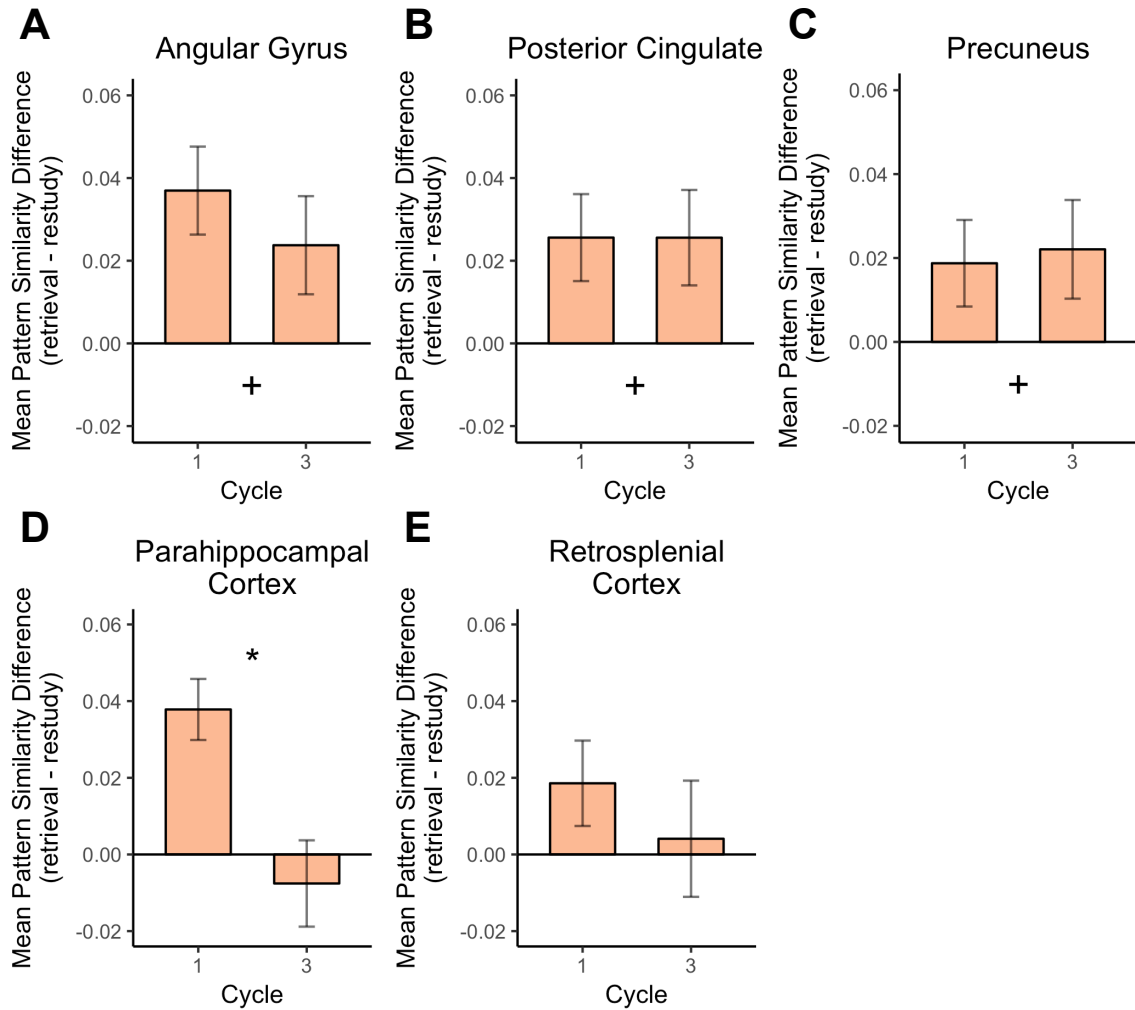 A
Angular Gyrus
Mean Pattern Similarity Difference
(retrieval - restudy)
0.06
0.04
0.02
0.00
-0.02
+
1 3
Cycle
B
Posterior Cingulate
Mean Pattern Similarity Difference
(retrieval - restudy)
0.06
0.04
0.02
0.00
-0.02
+
1 3
Cycle
C
Precuneus
Mean Pattern Similarity Difference
(retrieval - restudy)
0.06
0.04
0.02
0.00
-0.02
+
1 3
Cycle
D
Parahippocampal
Cortex
Mean Pattern Similarity Difference
(retrieval - restudy)
0.06
*
0.04
0.02
0.00
-0.02
1 3
Cycle
E
Retrosplenial
Cortex
Mean Pattern Similarity Difference
(retrieval - restudy)
0.06
0.04
0.02
0.00
-0.02
1 3
Cycle